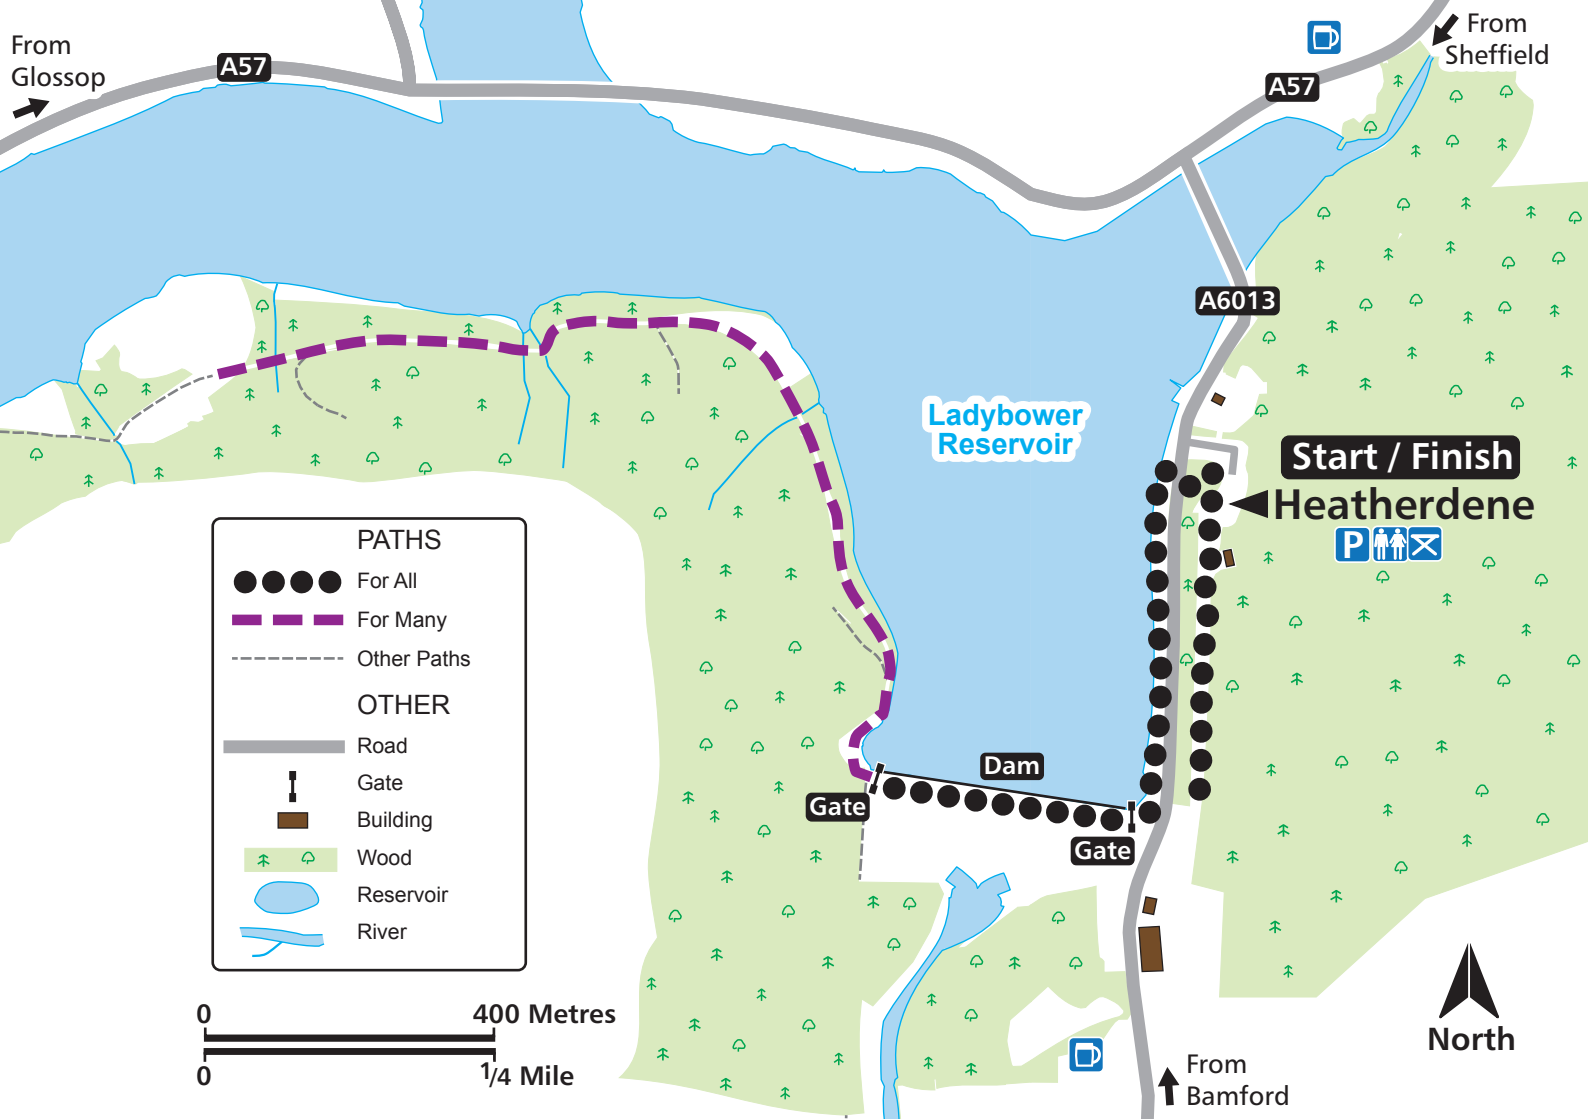 From
Glossop
A57
From
Sheffield
A57
A6013
Ladybower
Reservoir
Start / Finish
Heatherdene
P
PATHS
For All
For Many
Other Paths
OTHER
Road
Gate
Building
Wood
Reservoir
River
Dam
Gate
Gate
0
400 Metres
0
1/4 Mile
North
From
Bamford